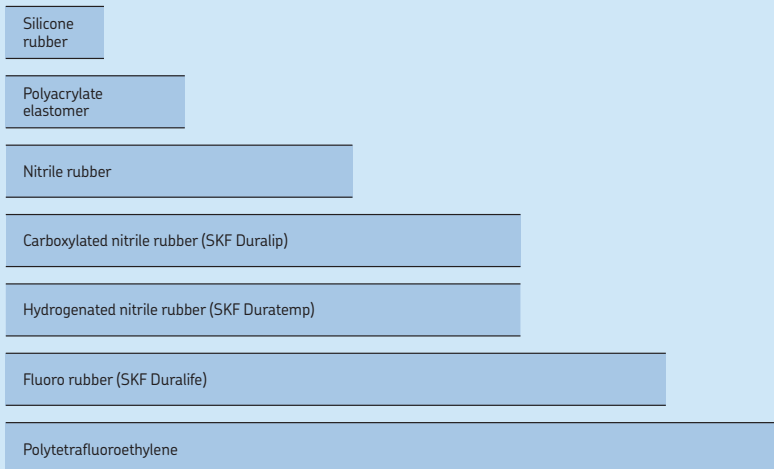 Silicone
rubber
Polyacrylate
elastomer
Nitrile rubber
Carboxylated nitrile rubber (SKF Duralip)
Hydrogenated nitrile rubber (SKF Duratemp)
Fluoro rubber (SKF Duralife)
Polytetrafluoroethylene